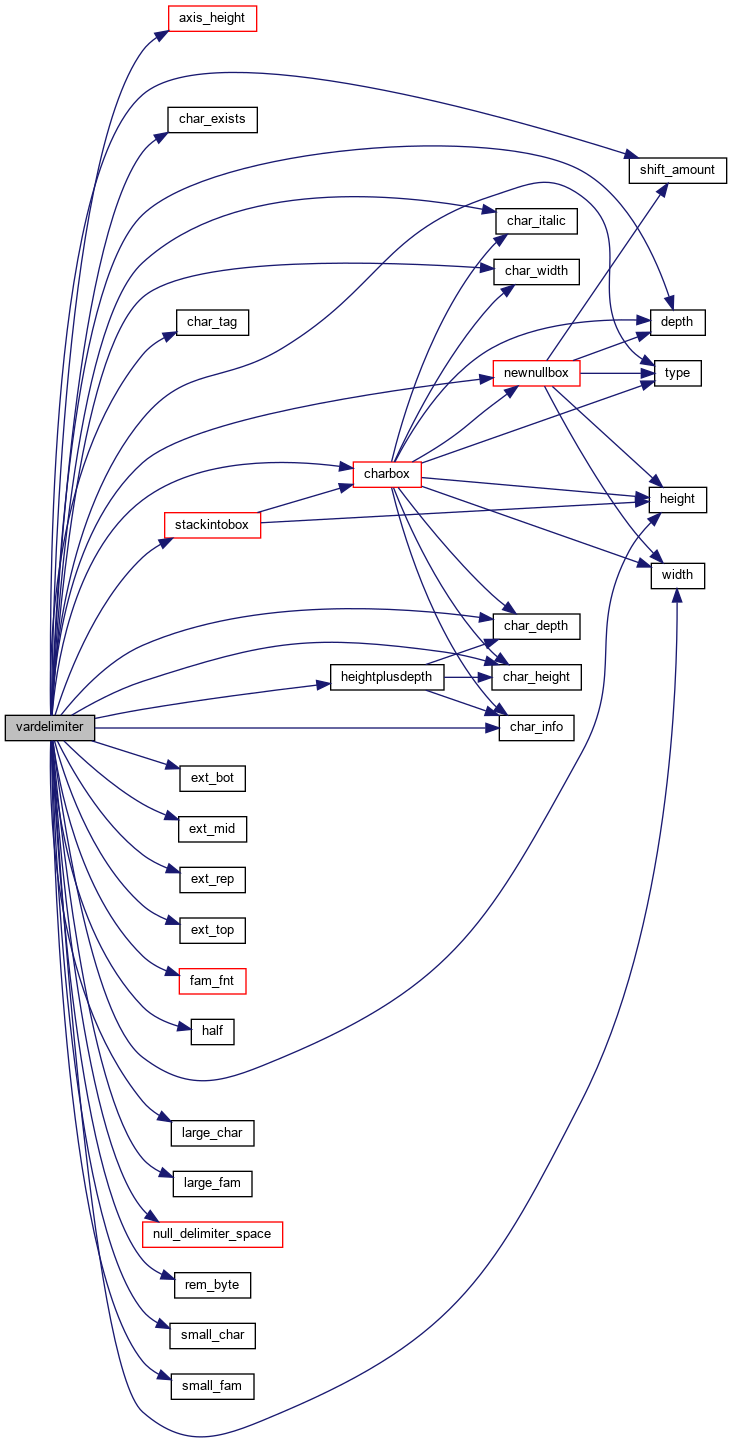 axis_height
char_exists
shift_amount
char_italic
char_width
char_tag
depth
newnullbox
type
charbox
height
stackintobox
width
char_depth
heightplusdepth
char_height
vardelimiter
char_info
ext_bot
ext_mid
ext_rep
ext_top
fam_fnt
half
large_char
large_fam
null_delimiter_space
rem_byte
small_char
small_fam